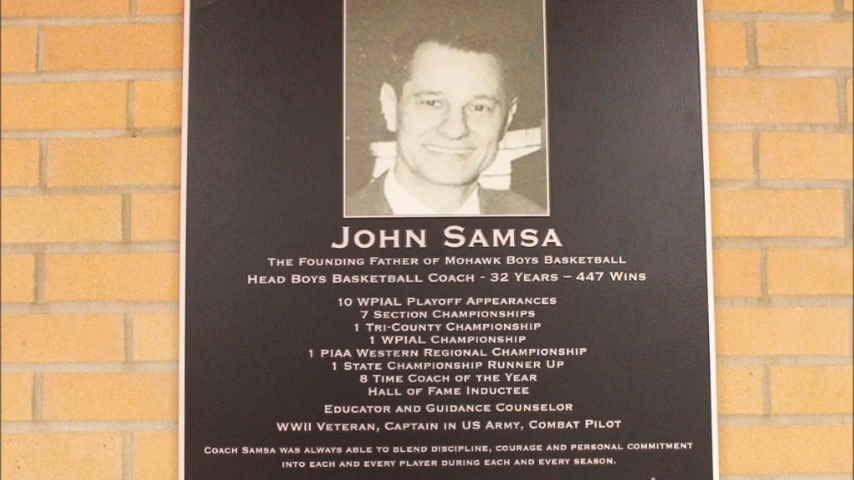 John Samsa
The Founding Father of Mohawk Boys Basketball
Head Boys Basketball Coach - 32 Years – 447 Wins
10 WPIAL Playoff Appearances
7 Section Championships
1 Tri-County Championship
1 WPIAL Championship
1 PIAA Western Regional Championship
1 State Championship Runner Up
8 Time Coach of the Year
Hall of Fame Inductee
Educator and Guidance Counselor
WWII Veteran, Captain in US Army, Combat Pilot
Coach Samsa was always able to blend discipline, courage and personal commitment
into each and every player during each and every season.